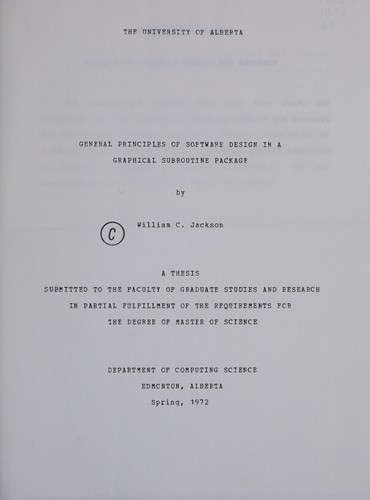 THE UNIVERSITY OF ALBERTA
GENERAL PRINCIPLES OF SOFTWARE DESIGN IN A
GRAPHICAL SUBROUTINE PACKAGE
by
William C. Jackson
C
A THESIS
SUBMITTED TO THE FACULTY OF GRADUATE STUDIES AND RESEARCH
IN PARTIAL FULFILLMENT OF THE REQUIREMENTS FOR
THE DEGREE OF MASTER OF SCIENCE
DEPARTMENT OF COMPUTING SCIENCE
EDMONTON, ALBERTA
Spring, 1972